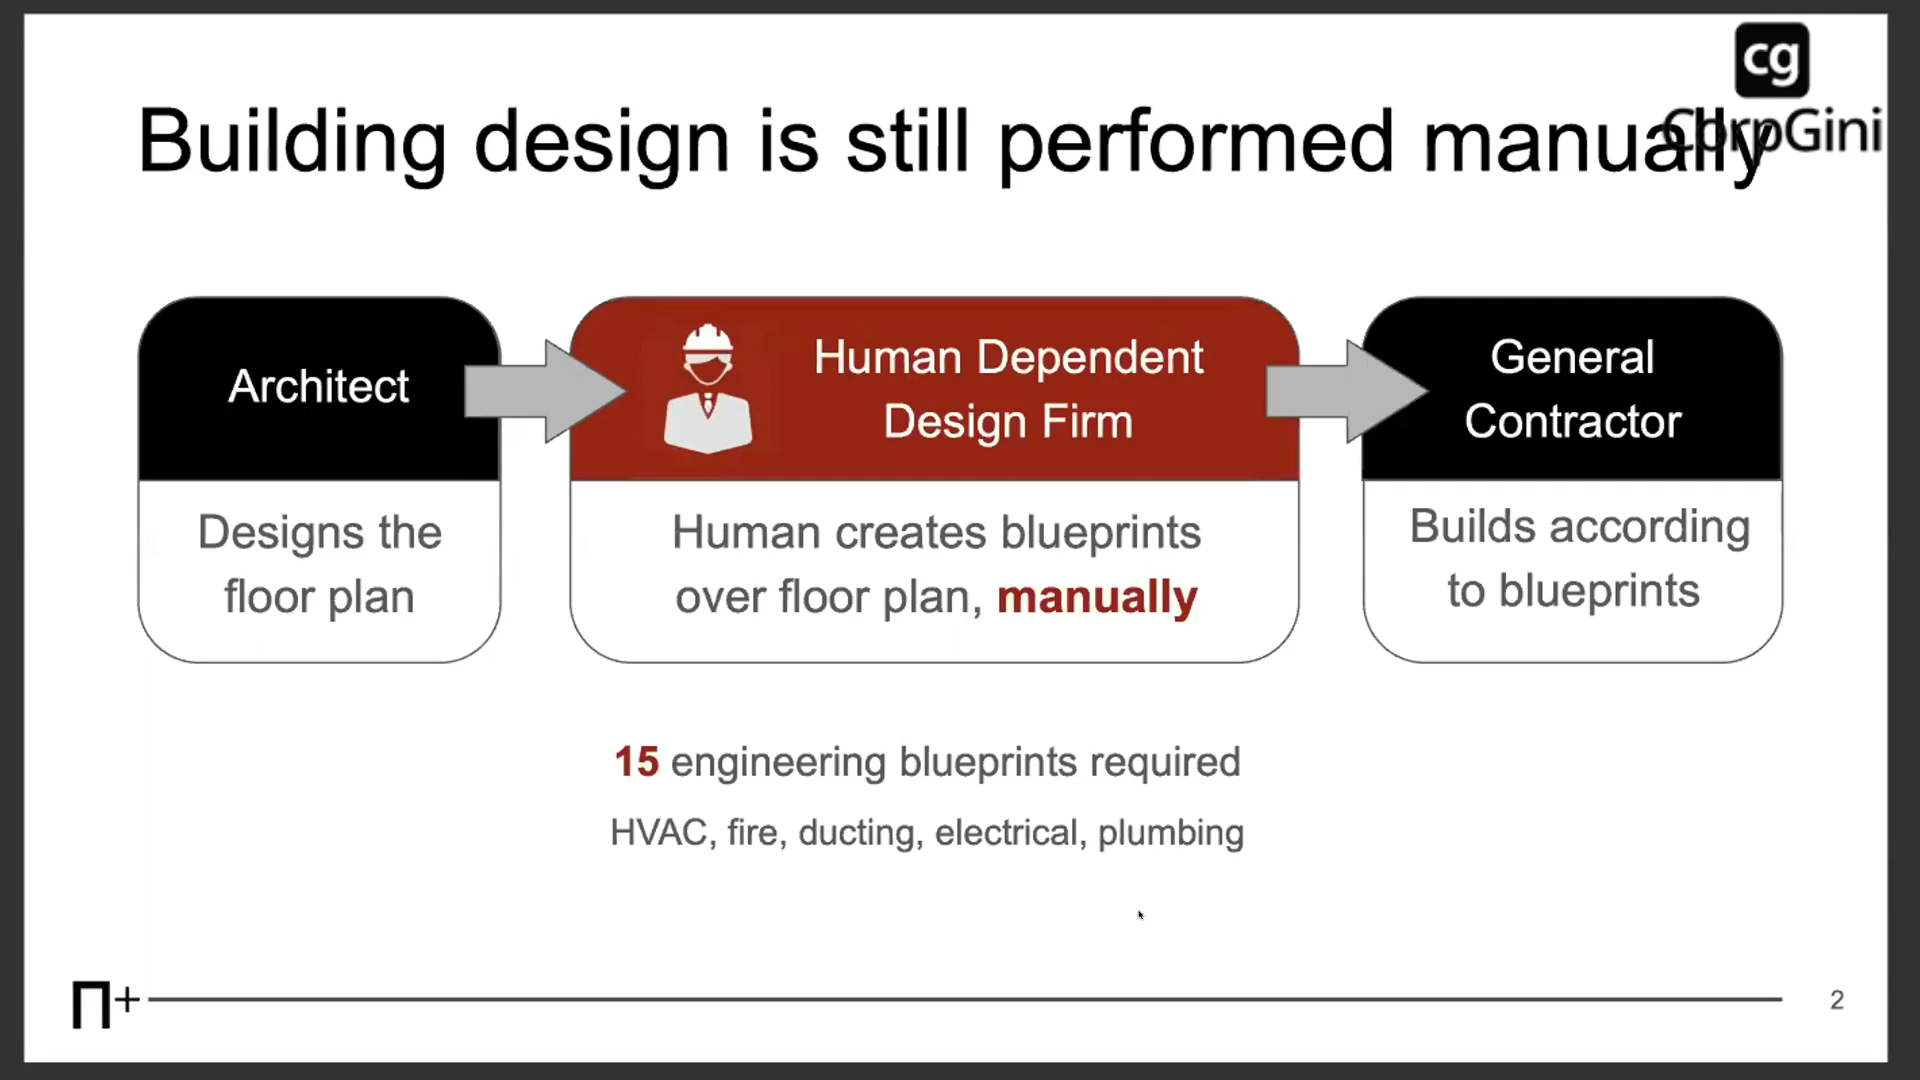 cg
CorpGini
Building design is still performed manually
Architect
Designs the
floor plan
Human Dependent
Design Firm
Human creates blueprints
over floor plan, manually
General
Contractor
Builds according
to blueprints
15 engineering blueprints required
HVAC, fire, ducting, electrical, plumbing
Π+
2